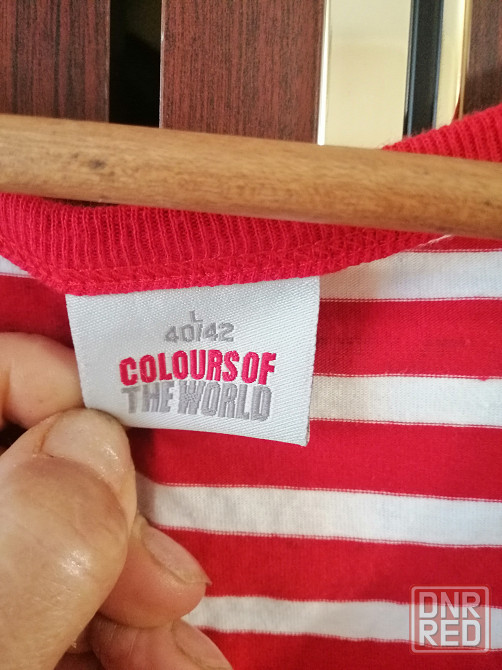 L
40/42
COLOURS OF
THE WORLD
DNR
RED